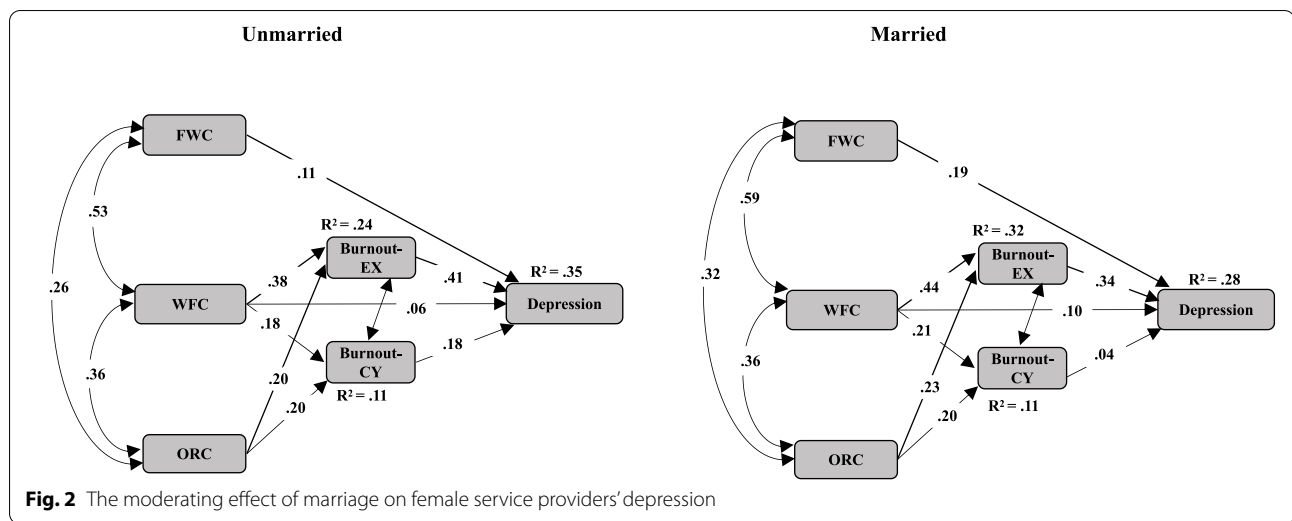 Unmarried
FWC
.11
.53
R² = .24
Burnout-
EX
.38
.41
R² = .35
.26
WFC
.06
Depression
.18
Burnout-
CY
.18
.36
.20
.20
R² = .11
ORC
Married
FWC
.19
.59
R² = .32
Burnout-
EX
.44
.34
R² = .28
.32
WFC
.10
Depression
.21
Burnout-
CY
.04
.36
.23
.20
R² = .11
ORC
Fig. 2 The moderating effect of marriage on female service providers' depression